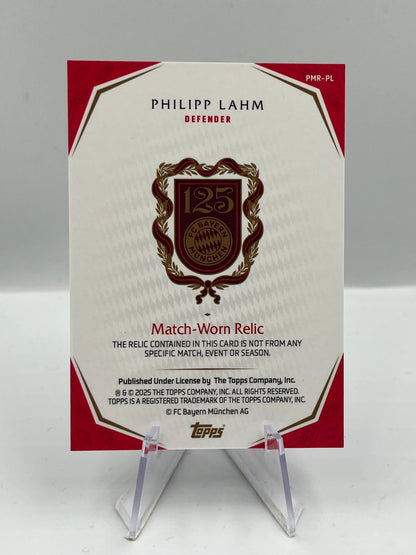 PMR-PL
PHILIPP LAHM
DEFENDER
125
FC BAYERN
MÜNCHEN
Match-Worn Relic
THE RELIC CONTAINED IN THIS CARD IS NOT FROM ANY
SPECIFIC MATCH, EVENT OR SEASON.
Published Under License by The Topps Company, Inc.
® & © 2025 THE TOPPS COMPANY, INC. ALL RIGHTS RESERVED.
TOPPS IS A REGISTERED TRADEMARK OF THE TOPPS COMPANY, INC.
© FC Bayern München AG
Topps